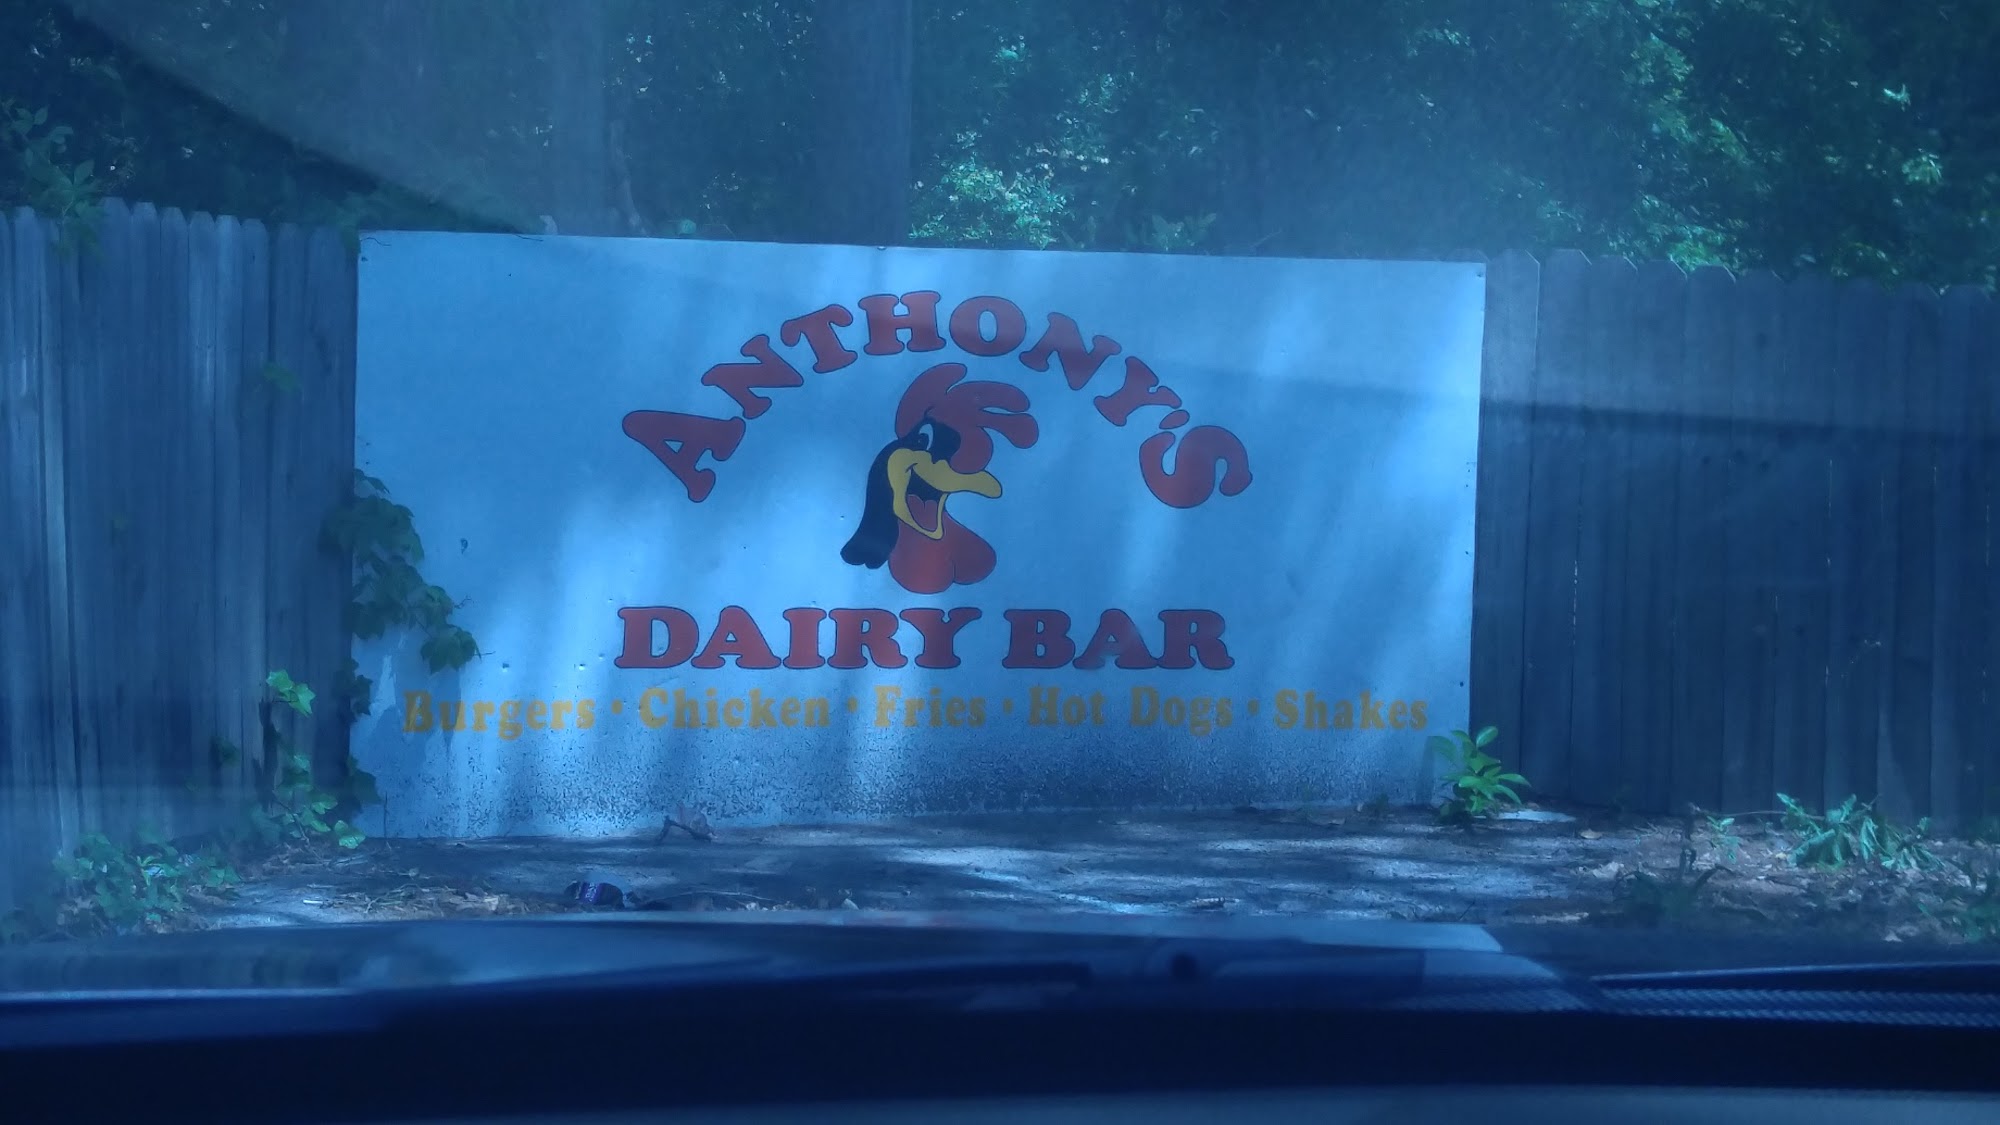 ANTHONY'S
DAIRY BAR
Burgers · Chicken · Fries · Hot Dogs · Shakes